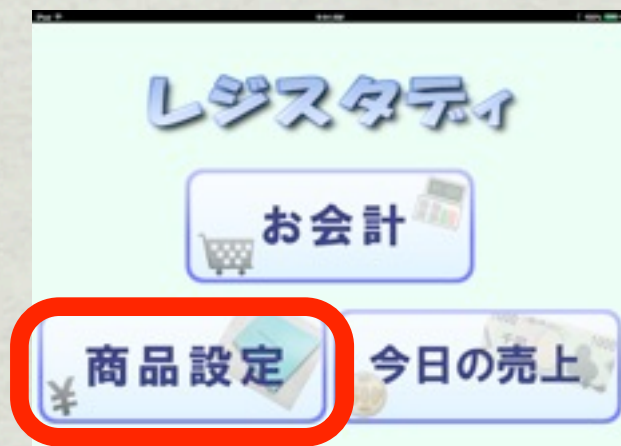 レジスタディ
お会計
商品設定
今日の売上